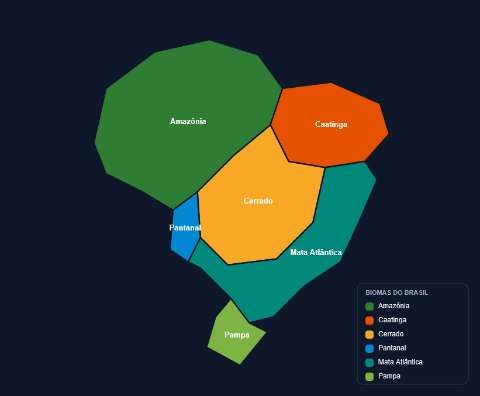 Amazônia
Caatinga
Cerrado
Pantanal
Mata Atlântica
Pampa
BIOMAS DO BRASIL
Amazônia
Caatinga
Cerrado
Pantanal
Mata Atlântica
Pampa